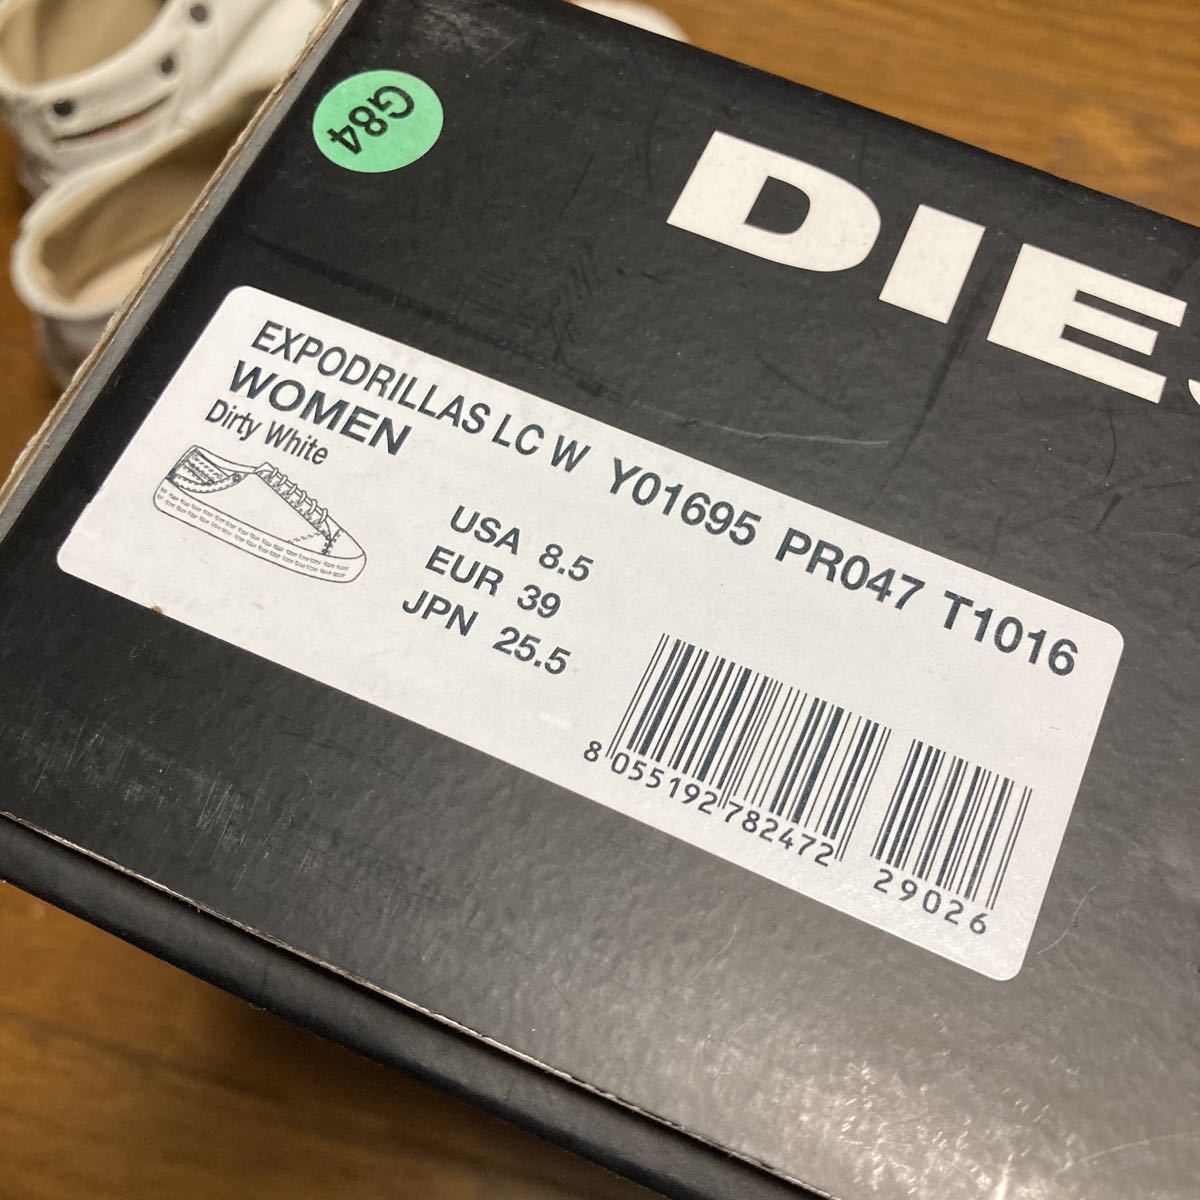 G84
DIES
EXPODRILLAS LC W Y01695 PR047 T1016
WOMEN
Dirty White
USA 8.5
EUR 39
JPN 25.5
8 055192 782472
29026